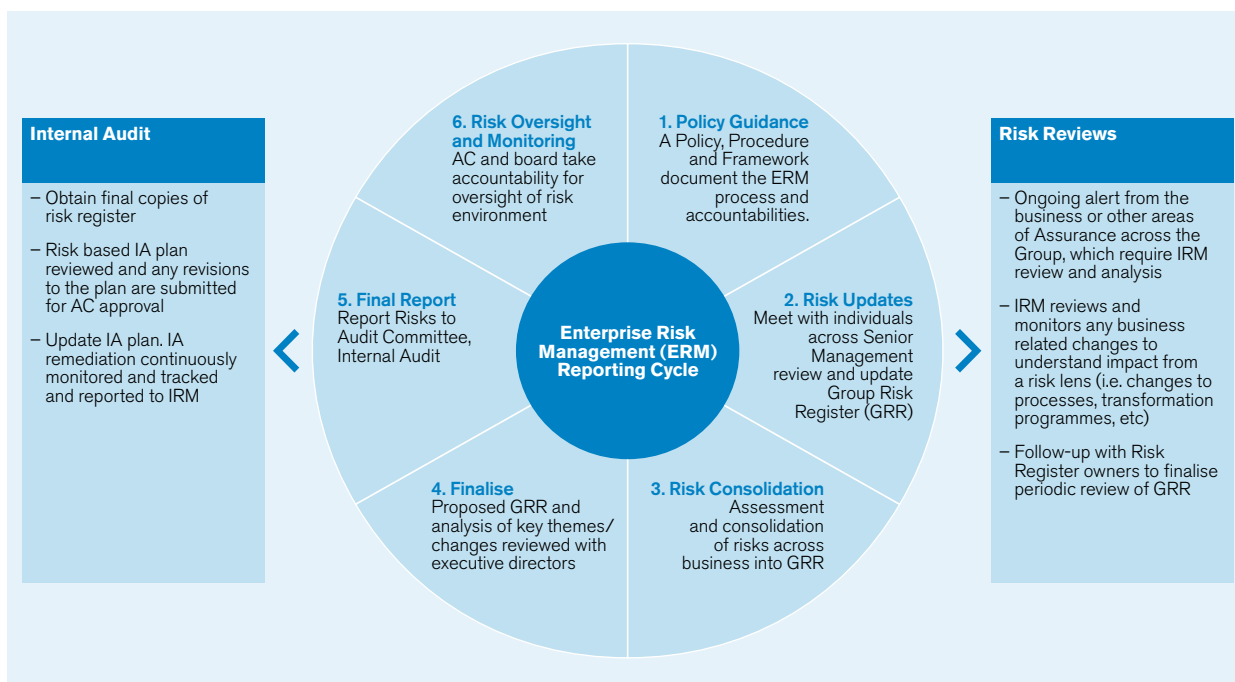 Internal Audit
– Obtain final copies of
risk register
– Risk based IA plan
reviewed and any revisions
to the plan are submitted
for AC approval
– Update IA plan. IA
remediation continuously
monitored and tracked
and reported to IRM
6. Risk Oversight
and Monitoring
AC and board take
accountability for
oversight of risk
environment
1. Policy Guidance
A Policy, Procedure
and Framework
document the ERM
process and
accountabilities.
5. Final Report
Report Risks to
Audit Committee,
Internal Audit
Enterprise Risk
Management (ERM)
Reporting Cycle
2. Risk Updates
Meet with individuals
across Senior
Management
review and update
Group Risk
Register (GRR)
4. Finalise
Proposed GRR and
analysis of key themes/
changes reviewed with
executive directors
3. Risk Consolidation
Assessment
and consolidation
of risks across
business into GRR
Risk Reviews
– Ongoing alert from the
business or other areas
of Assurance across the
Group, which require IRM
review and analysis
– IRM reviews and
monitors any business
related changes to
understand impact from
a risk lens (i.e. changes to
processes, transformation
programmes, etc)
– Follow-up with Risk
Register owners to finalise
periodic review of GRR